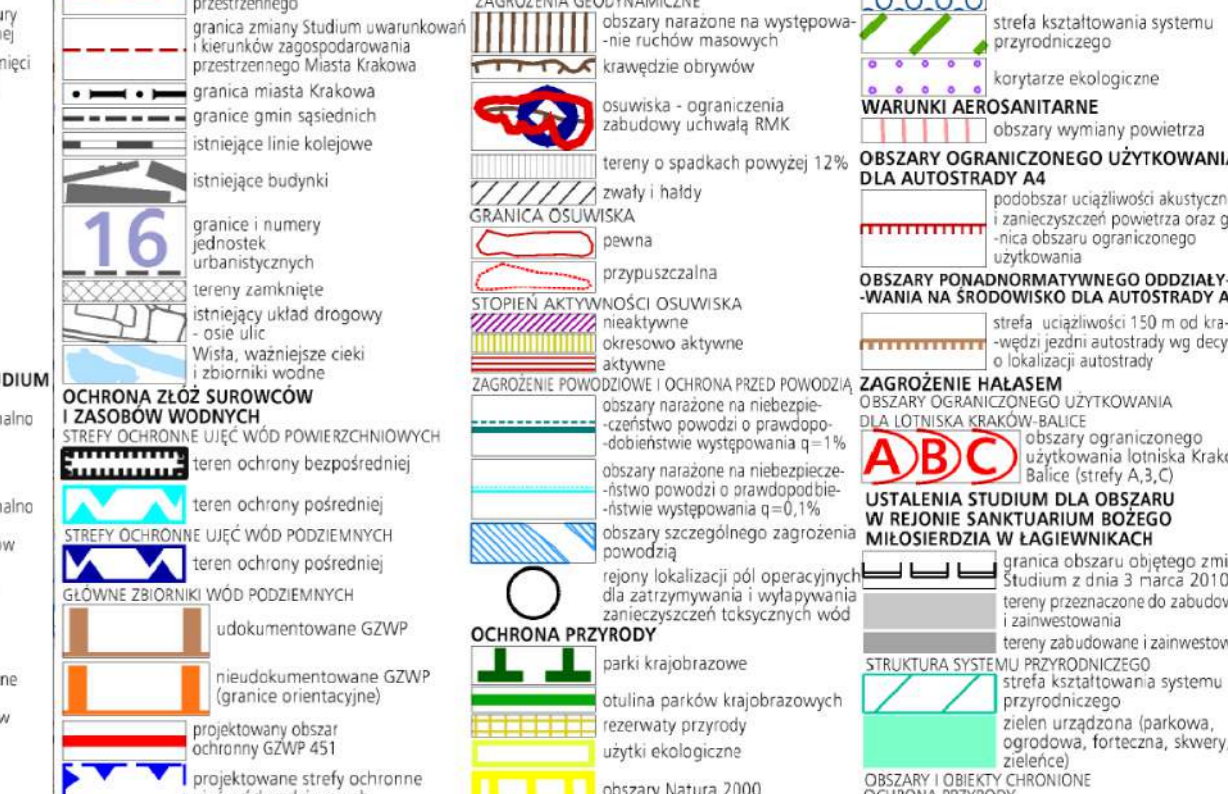 ury
nej
nięci
UDIUM
nalno
nalno
ów
ne
w
przestrzennego
granica zmiany Studium uwarunkowań
i kierunków zagospodarowania
przestrzennego Miasta Krakowa
granica miasta Krakowa
granice gmin sąsiednich
istniejące linie kolejowe
istniejące budynki
16
granice i numery
jednostek
urbanistycznych
tereny zamknięte
istniejący układ drogowy
- osie ulic
Wisła, ważniejsze cieki
i zbiorniki wodne
OCHRONA ZŁÓŻ SUROWCÓW
I ZASOBÓW WODNYCH
STREFY OCHRONNE UJĘĆ WÓD POWIERZCHNIOWYCH
teren ochrony bezpośredniej
teren ochrony pośredniej
STREFY OCHRONNE UJĘĆ WÓD PODZIEMNYCH
teren ochrony pośredniej
GŁÓWNE ZBIORNIKI WÓD PODZIEMNYCH
udokumentowane GZWP
nieudokumentowane GZWP
(granice orientacyjne)
projektowany obszar
ochronny GZWP 451
projektowane strefy ochronne
ZAGROŻENIA GEODYNAMICZNE
obszary narażone na występowa-
-nie ruchów masowych
krawędzie obrywów
osuwiska - ograniczenia
zabudowy uchwałą RMK
tereny o spadkach powyżej 12%
zwały i hałdy
GRANICA OSUWISKA
pewna
przypuszczalna
STOPIEŃ AKTYWNOŚCI OSUWISKA
nieaktywne
okresowo aktywne
aktywne
ZAGROŻENIE POWODZIOWE I OCHRONA PRZED POWODZIĄ
obszary narażone na niebezpie-
-czeństwo powodzi o prawdopo-
-dobieństwie występowania q=1%
obszary narażone na niebezpiecze-
-ństwo powodzi o prawdopodbie-
-ństwie występowania q=0,1%
obszary szczególnego zagrożenia
powodzią
rejony lokalizacji pól operacyjnych
dla zatrzymywania i wyłapywania
zanieczyszczeń toksycznych wód
OCHRONA PRZYRODY
parki krajobrazowe
otulina parków krajobrazowych
rezerwaty przyrody
użytki ekologiczne
obszary Natura 2000
strefa kształtowania systemu
przyrodniczego
korytarze ekologiczne
WARUNKI AEROSANITARNE
obszary wymiany powietrza
OBSZARY OGRANICZONEGO UŻYTKOWANIA
DLA AUTOSTRADY A4
podobszar uciążliwości akustyczn
i zanieczyszczeń powietrza oraz g
-nica obszaru ograniczonego
użytkowania
OBSZARY PONADNORMATYWNEGO ODDZIAŁY-
-WANIA NA ŚRODOWISKO DLA AUTOSTRADY A
strefa uciążliwości 150 m od kra-
-wędzi jezdni autostrady wg decy
o lokalizacji autostrady
ZAGROŻENIE HAŁASEM
OBSZARY OGRANICZONEGO UŻYTKOWANIA
DLA LOTNISKA KRAKÓW-BALICE
A B C
obszary ograniczonego
użytkowania lotniska Krakó
Balice (strefy A,3,C)
USTALENIA STUDIUM DLA OBSZARU
W REJONIE SANKTUARIUM BOŻEGO
MIŁOSIERDZIA W ŁAGIEWNIKACH
granica obszaru objętego zmi
Studium z dnia 3 marca 2010
tereny przeznaczone do zabudow
i zainwestowania
tereny zabudowane i zainwestow
STRUKTURA SYSTEMU PRZYRODNICZEGO
strefa kształtowania systemu
przyrodniczego
zielen urządzona (parkowa,
ogrodowa, forteczna, skwery,
zieleńce)
OBSZARY I OBIEKTY CHRONIONE
OCHRONA PRZYRODY